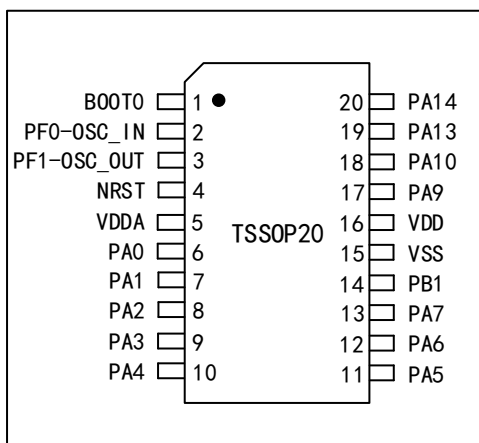 BOOT0 1 20 PA14
PF0-OSC_IN 2 19 PA13
PF1-OSC_OUT 3 18 PA10
NRST 4 17 PA9
VDDA 5 16 VDD
TSSOP20
PA0 6 15 VSS
PA1 7 14 PB1
PA2 8 13 PA7
PA3 9 12 PA6
PA4 10 11 PA5